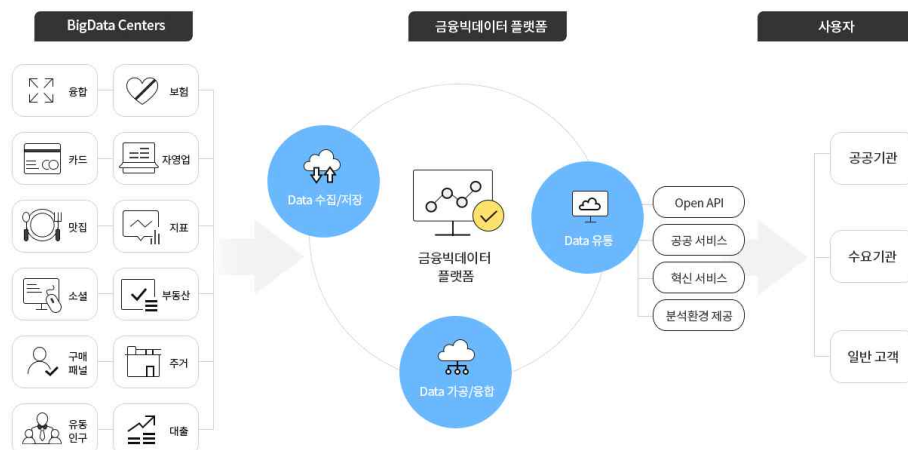 BigData Centers
금융빅데이터 플랫폼
사용자
융합
보험
카드
자영업
맛집
지표
소셜
부동산
구매
패널
주거
유동
인구
대출
Data 수집/저장
금융빅데이터
플랫폼
Data 유통
Data 가공/융합
Open API
공공 서비스
혁신 서비스
분석환경 제공
공공기관
수요기관
일반 고객